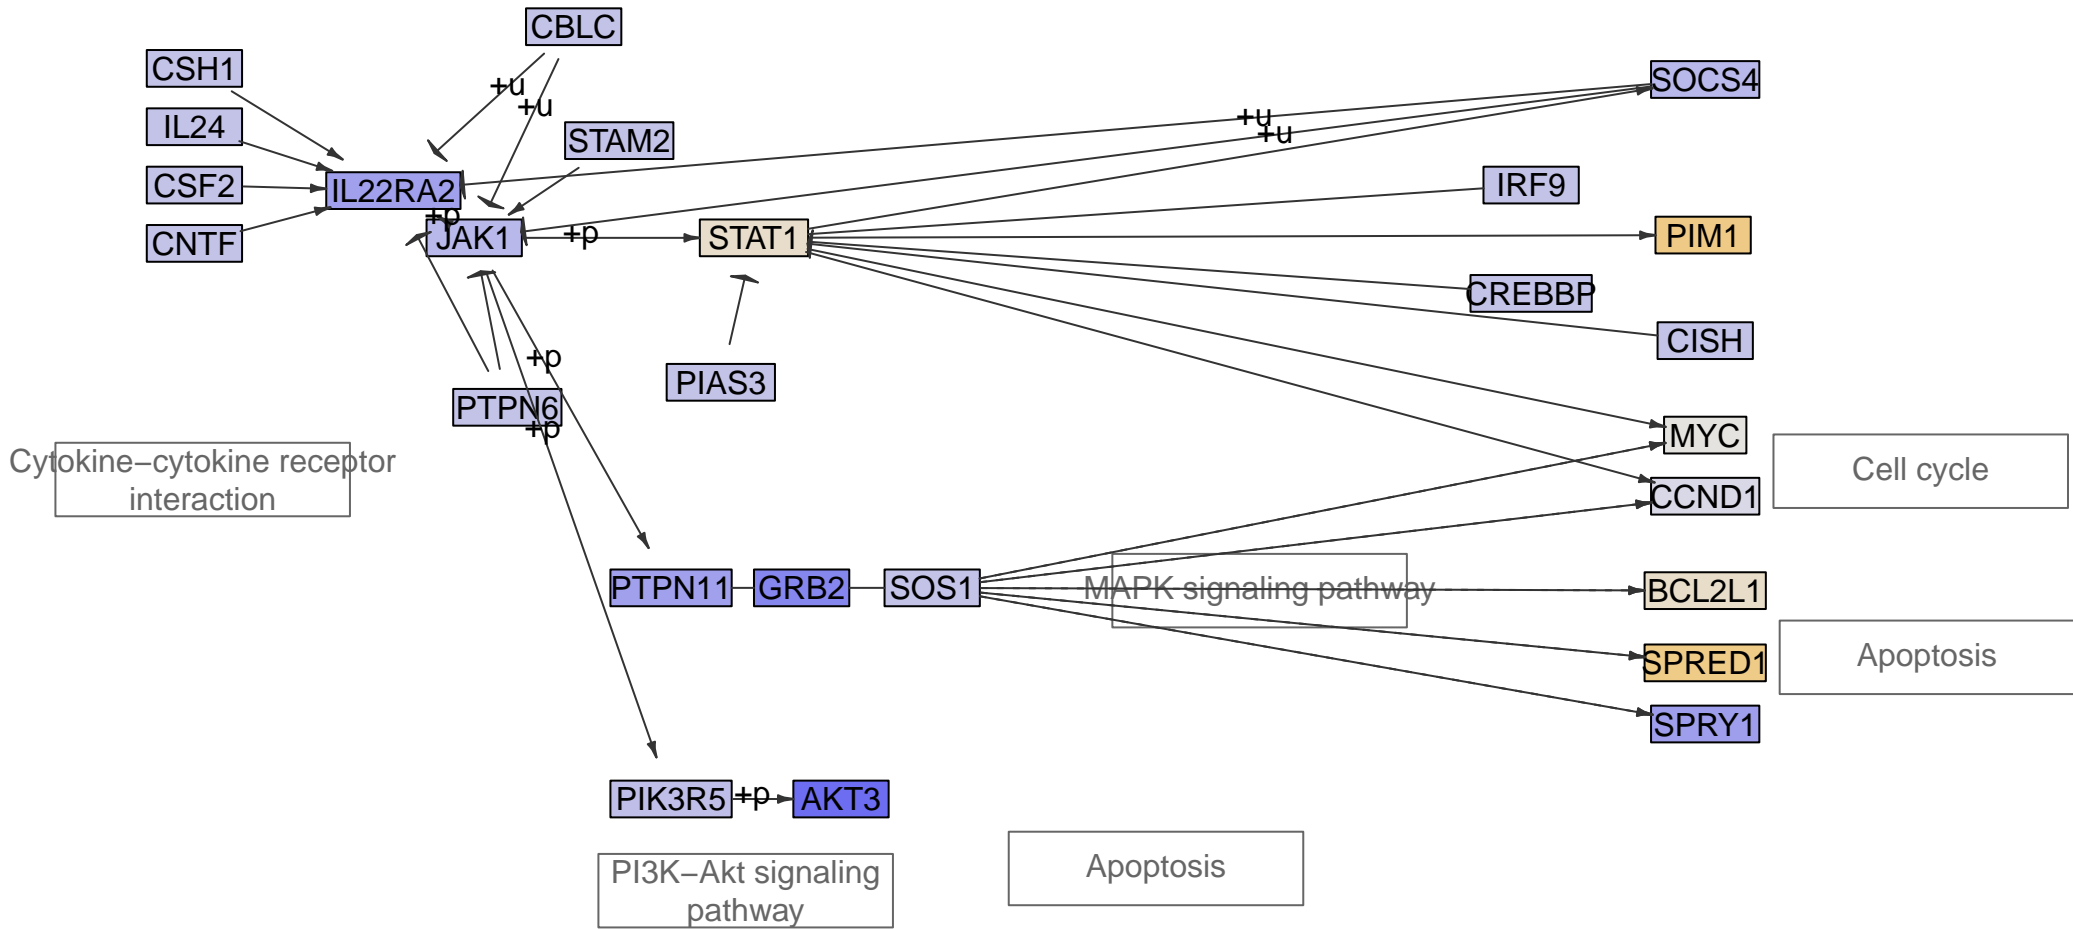 CBLC
CSH1
SOCS4
+u
+u
+u
IL24
+u
STAM2
CSF2
IL22RA2
IRF9
+p
CNTF
JAK1
+p
STAT1
PIM1
CREBBP
CISH
+p
PIAS3
PTPN6
+p
MYC
Cytokine−cytokine receptor
interaction
Cell cycle
CCND1
PTPN11
GRB2
SOS1
MAPK signaling pathway
BCL2L1
SPRED1
Apoptosis
SPRY1
PIK3R5
+p
AKT3
PI3K−Akt signaling
pathway
Apoptosis